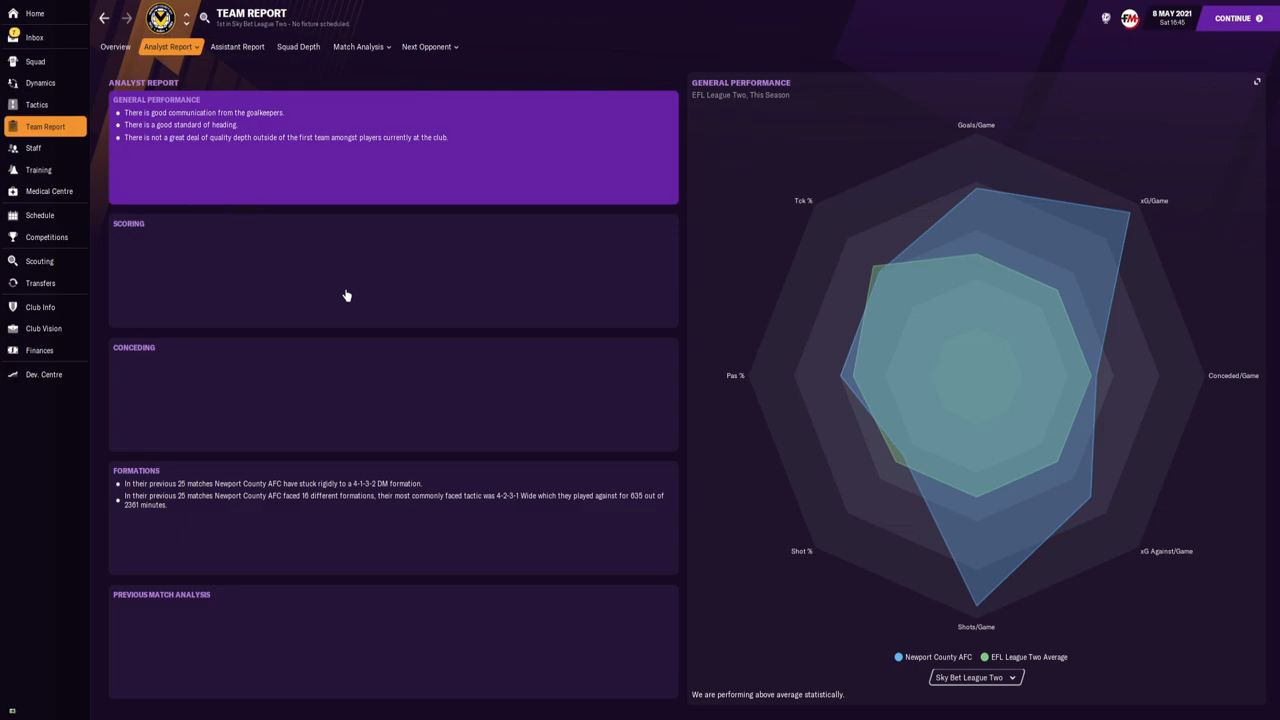 Home
TEAM REPORT
1st in Sky Bet League Two - No fixture scheduled.
8 MAY 2021
Sat 16:45
CONTINUE
7
Inbox
Overview
Analyst Report
Assistant Report
Squad Depth
Match Analysis
Next Opponent
Squad
Dynamics
Tactics
Team Report
Staff
Training
Medical Centre
Schedule
Competitions
Scouting
Transfers
Club Info
Club Vision
Finances
Dev. Centre
ANALYST REPORT
GENERAL PERFORMANCE
There is good communication from the goalkeepers.
There is a good standard of heading.
There is not a great deal of quality depth outside of the first team amongst players currently at the club.
SCORING
CONCEDING
FORMATIONS
In their previous 25 matches Newport County AFC have stuck rigidly to a 4-1-3-2 DM formation.
In their previous 25 matches Newport County AFC faced 16 different formations, their most commonly faced tactic was 4-2-3-1 Wide which they played against for 635 out of
2361 minutes.
PREVIOUS MATCH ANALYSIS
GENERAL PERFORMANCE
EFL League Two, This Season
Goals/Game
Tck %
xG/Game
Pas %
Conceded/Game
Shot %
xG Against/Game
Shots/Game
Newport County AFC
EFL League Two Average
Sky Bet League Two
We are performing above average statistically.
FM